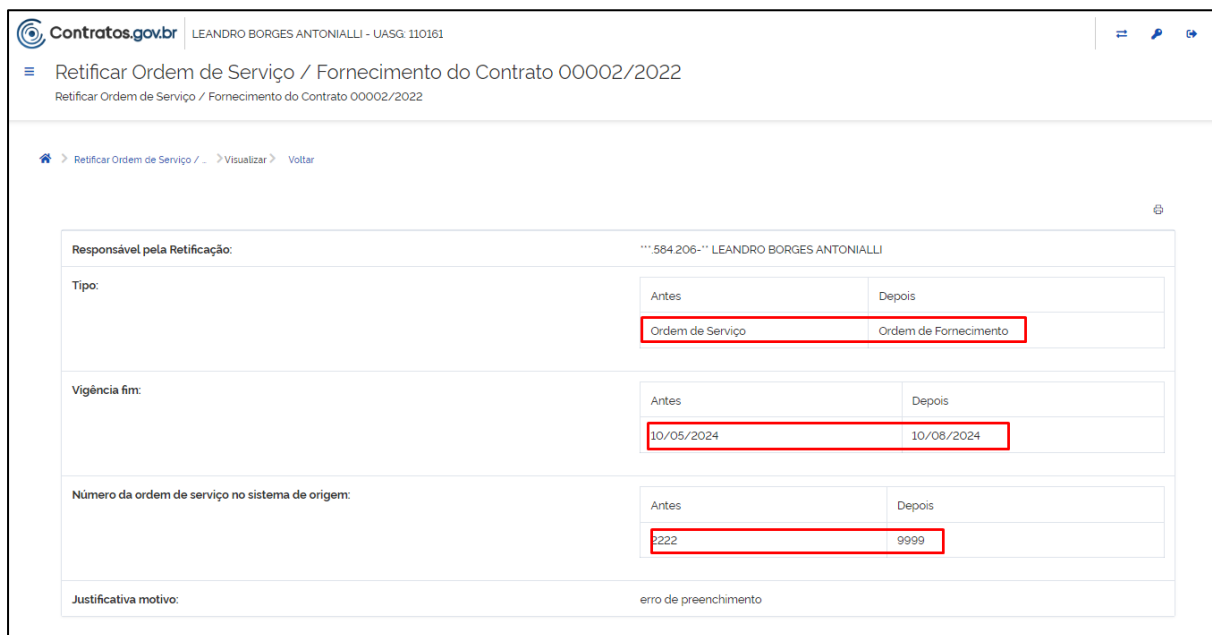 Contratos.gov.br LEANDRO BORGES ANTONIALLI - UASG: 110161
Retificar Ordem de Serviço / Fornecimento do Contrato 00002/2022
Retificar Ordem de Serviço / Fornecimento do Contrato 00002/2022
Retificar Ordem de Serviço / .. > Visualizar > Voltar
Responsável pela Retificação: ***.584.206-** LEANDRO BORGES ANTONIALLI
Tipo:
Antes Depois
Ordem de Serviço Ordem de Fornecimento
Vigência fim:
Antes Depois
10/05/2024 10/08/2024
Número da ordem de serviço no sistema de origem:
Antes Depois
2222 9999
Justificativa motivo: erro de preenchimento